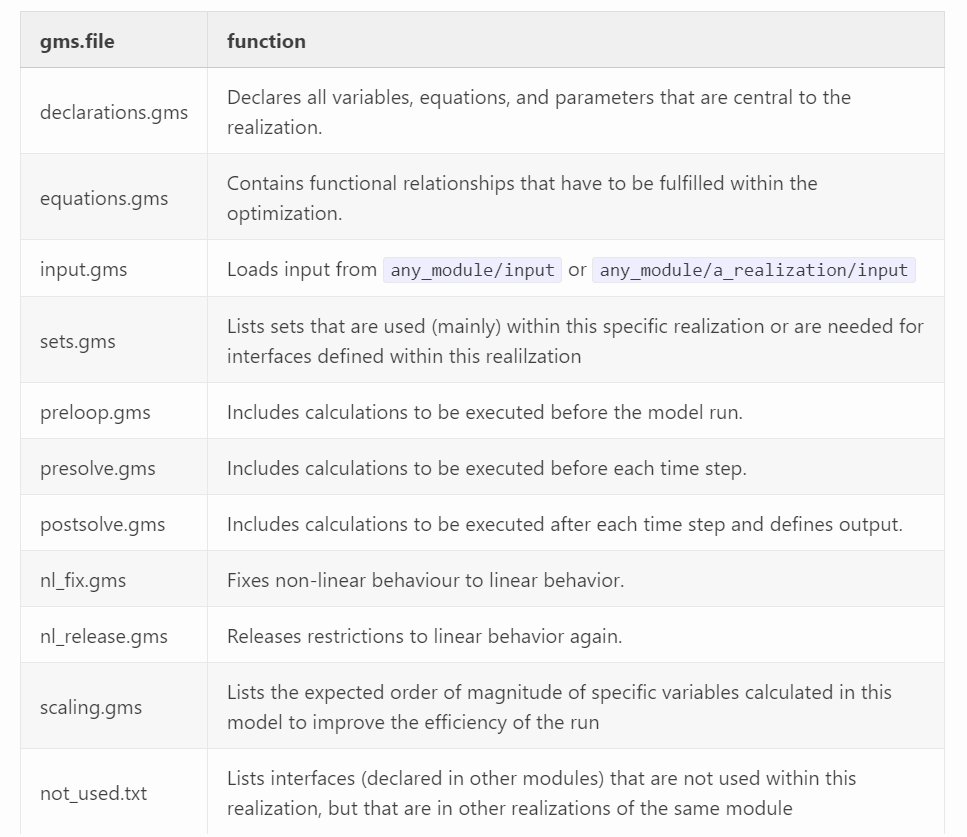 gms.file function
declarations.gms Declares all variables, equations, and parameters that are central to the
realization.
equations.gms Contains functional relationships that have to be fulfilled within the
optimization.
input.gms Loads input from any_module/input or any_module/a_realization/input
sets.gms Lists sets that are used (mainly) within this specific realization or are needed for
interfaces defined within this realilzation
preloop.gms Includes calculations to be executed before the model run.
presolve.gms Includes calculations to be executed before each time step.
postsolve.gms Includes calculations to be executed after each time step and defines output.
nl_fix.gms Fixes non-linear behaviour to linear behavior.
nl_release.gms Releases restrictions to linear behavior again.
scaling.gms Lists the expected order of magnitude of specific variables calculated in this
model to improve the efficiency of the run
not_used.txt Lists interfaces (declared in other modules) that are not used within this
realization, but that are in other realizations of the same module